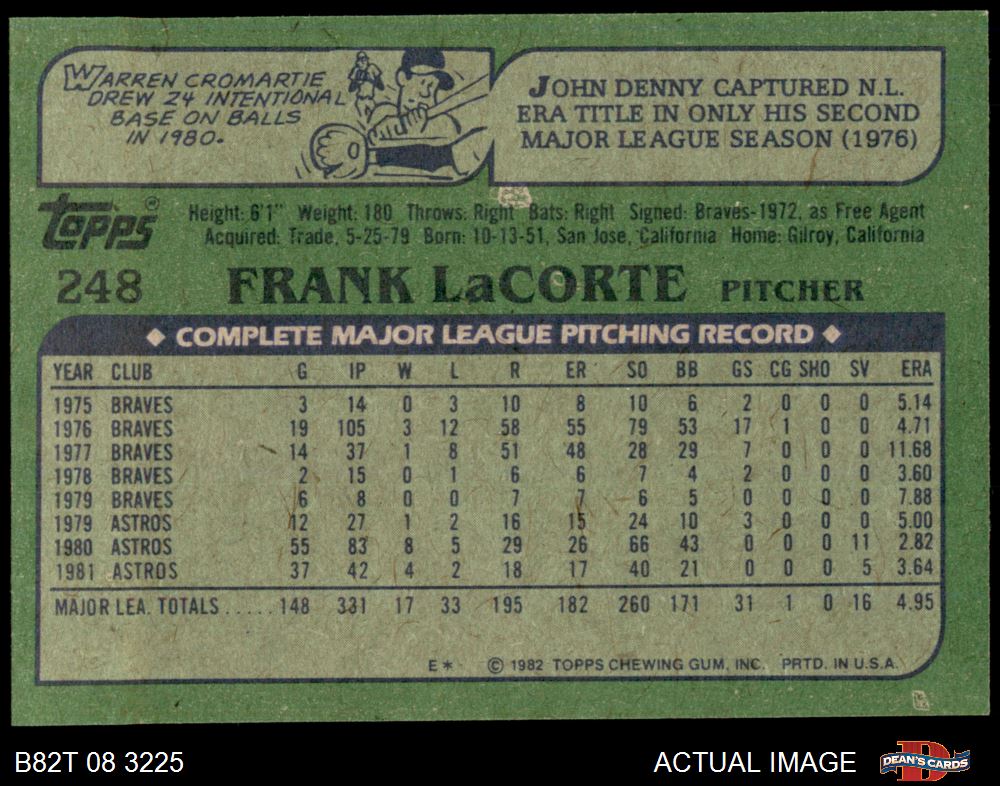 WARREN CROMARTIE
DREW 24 INTENTIONAL
BASE ON BALLS
IN 1980.
JOHN DENNY CAPTURED N.L.
ERA TITLE IN ONLY HIS SECOND
MAJOR LEAGUE SEASON (1976)
TOPPS®
Height: 6'1" Weight: 180 Throws: Right Bats: Right Signed: Braves-1972, as Free Agent
Acquired: Trade, 5-25-79 Born: 10-13-51, San Jose, California Home: Gilroy, California
248 FRANK LaCORTE PITCHER
◆ COMPLETE MAJOR LEAGUE PITCHING RECORD ◆
YEAR CLUB G IP W L R ER SO BB GS CG SHO SV ERA
1975 BRAVES 3 14 0 3 10 8 10 6 2 0 0 0 5.14
1976 BRAVES 19 105 3 12 58 55 79 53 17 1 0 0 4.71
1977 BRAVES 14 37 1 8 51 48 28 29 7 0 0 0 11.68
1978 BRAVES 2 15 0 1 6 6 7 4 2 0 0 0 3.60
1979 BRAVES 6 8 0 0 7 7 6 5 0 0 0 0 7.88
1979 ASTROS 12 27 1 2 16 15 24 10 3 0 0 0 5.00
1980 ASTROS 55 83 8 5 29 26 66 43 0 0 0 11 2.82
1981 ASTROS 37 42 4 2 18 17 40 21 0 0 0 5 3.64
MAJOR LEA. TOTALS ..... 148 331 17 33 195 182 260 171 31 1 0 16 4.95
E* © 1982 TOPPS CHEWING GUM, INC. PRTD. IN U.S.A.
B82T 08 3225 ACTUAL IMAGE D DEAN'S CARDS